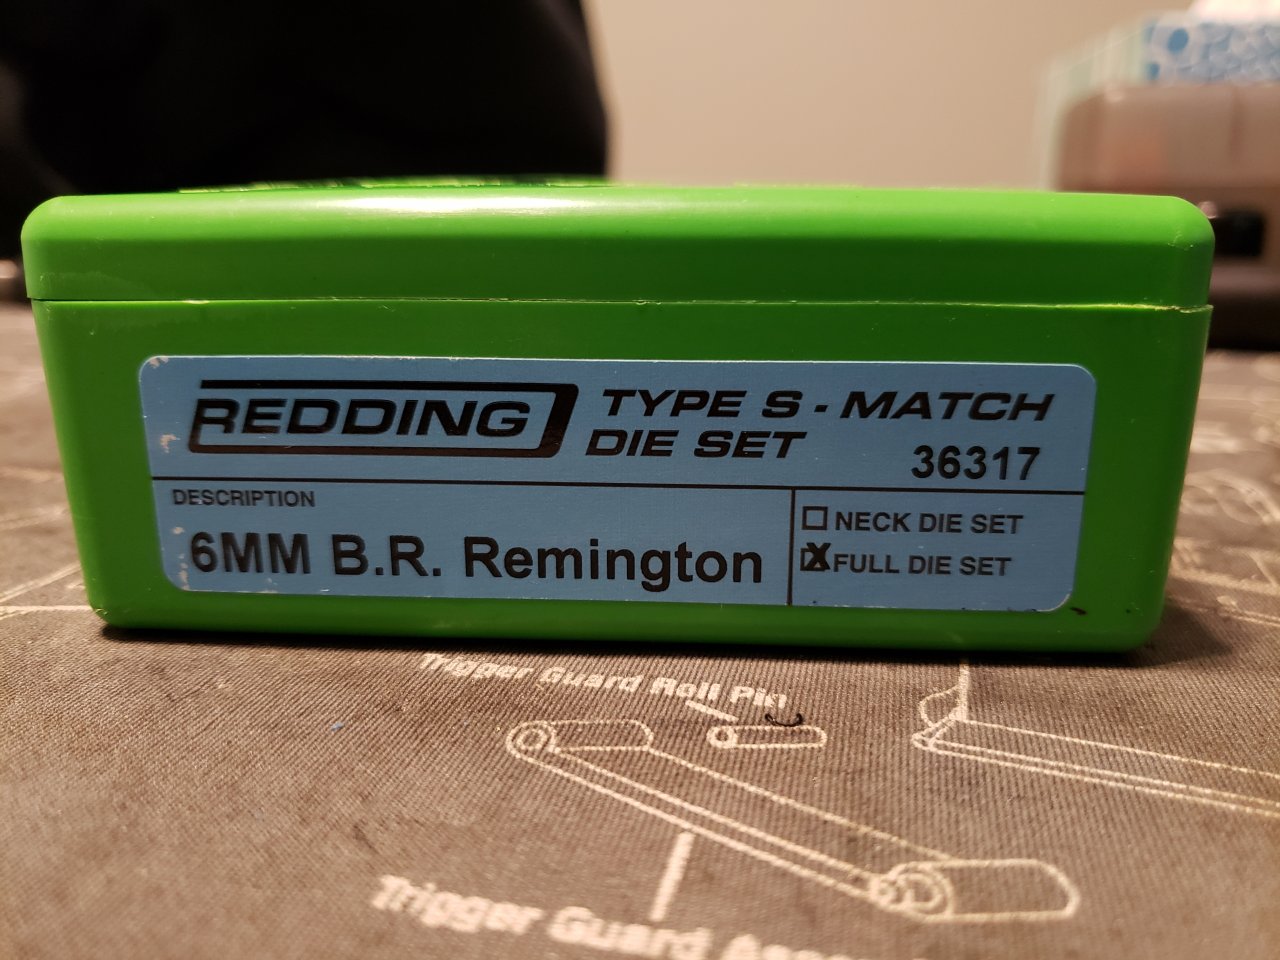 REDDING
TYPE S - MATCH
DIE SET
36317
DESCRIPTION
6MM B.R. Remington
NECK DIE SET
X FULL DIE SET
Trigger Guard Roll Pin
Trigger Guard